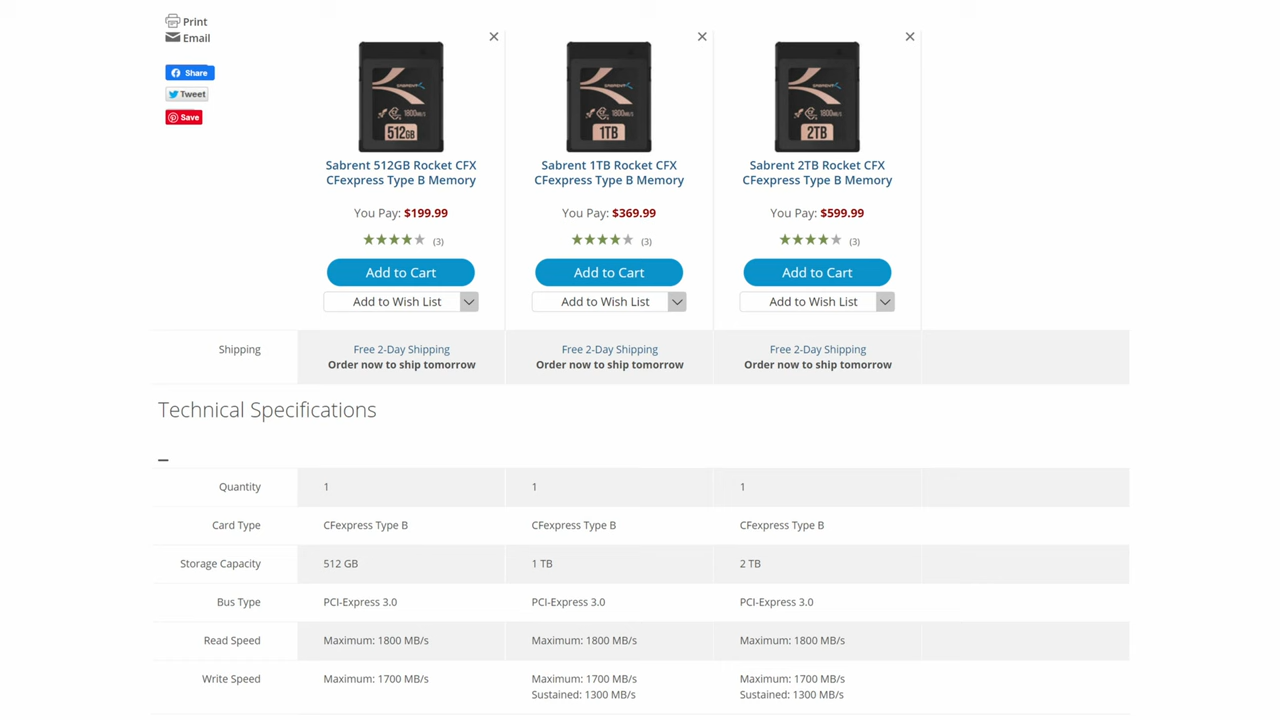 Print
Email
Share
Tweet
Save
1800MB/s
512GB
1800MB/s
1TB
1800MB/s
2TB
Sabrent 512GB Rocket CFX
CFexpress Type B Memory
Sabrent 1TB Rocket CFX
CFexpress Type B Memory
Sabrent 2TB Rocket CFX
CFexpress Type B Memory
You Pay: $199.99
You Pay: $369.99
You Pay: $599.99
(3)
(3)
(3)
Add to Cart
Add to Cart
Add to Cart
Add to Wish List
Add to Wish List
Add to Wish List
Shipping
Free 2-Day Shipping
Order now to ship tomorrow
Free 2-Day Shipping
Order now to ship tomorrow
Free 2-Day Shipping
Order now to ship tomorrow
Technical Specifications
Quantity 1 1 1
Card Type CFexpress Type B CFexpress Type B CFexpress Type B
Storage Capacity 512 GB 1 TB 2 TB
Bus Type PCI-Express 3.0 PCI-Express 3.0 PCI-Express 3.0
Read Speed Maximum: 1800 MB/s Maximum: 1800 MB/s Maximum: 1800 MB/s
Write Speed Maximum: 1700 MB/s Maximum: 1700 MB/s Maximum: 1700 MB/s
Sustained: 1300 MB/s Sustained: 1300 MB/s